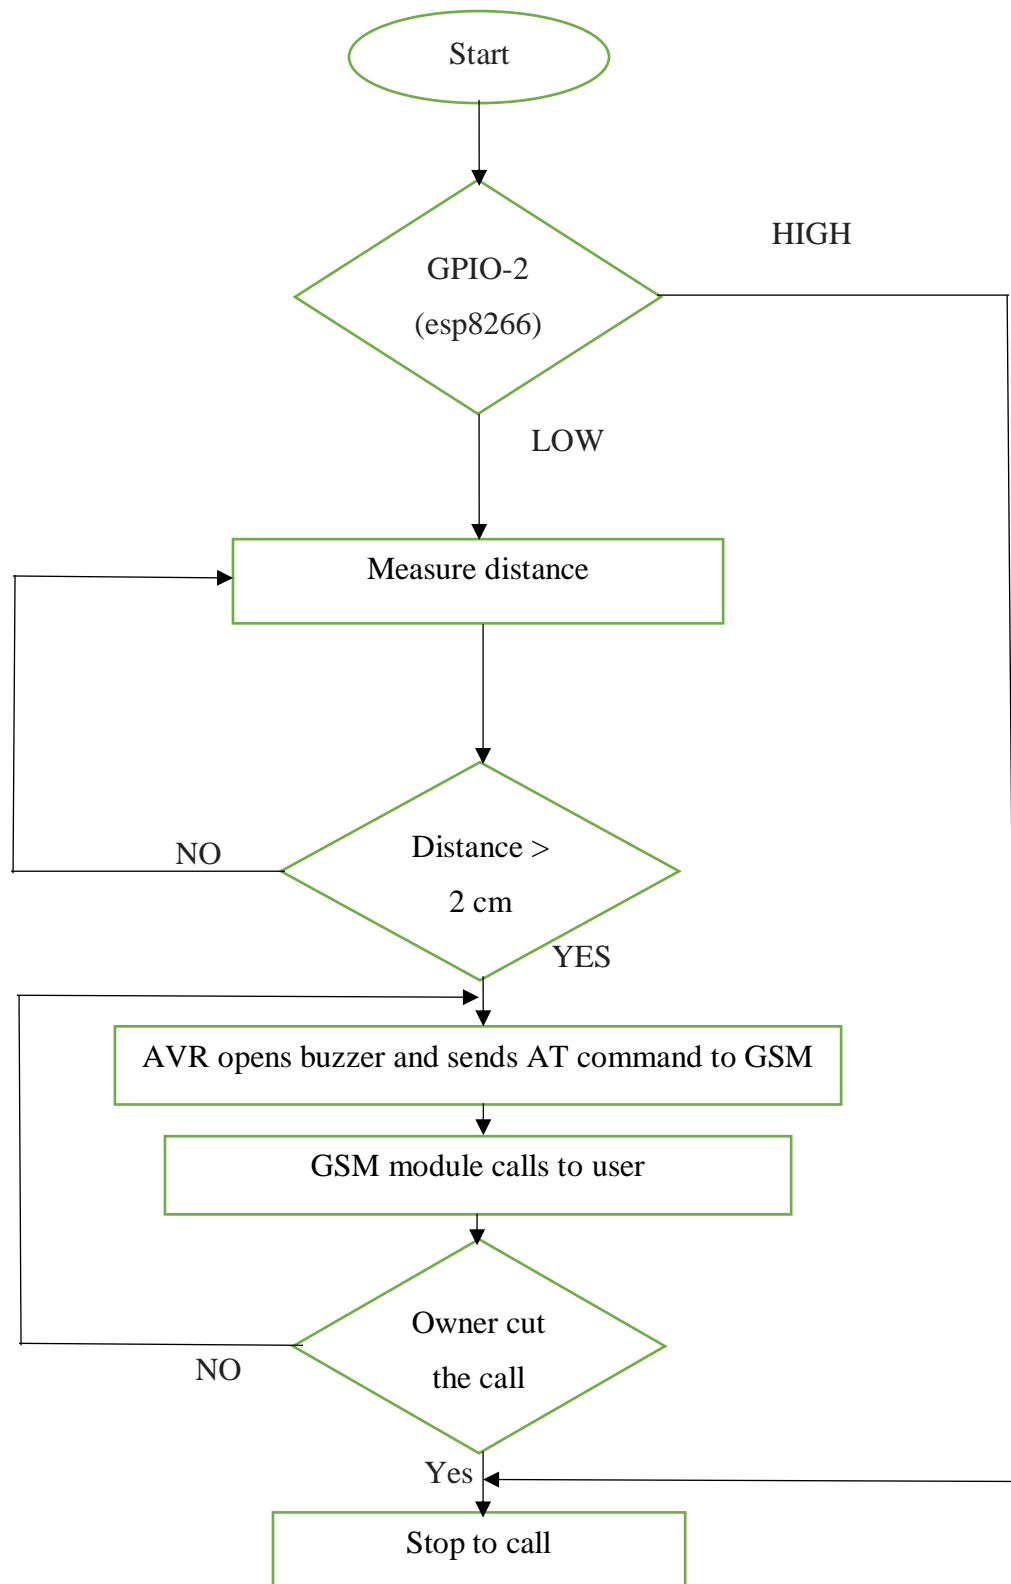 Start
HIGH
GPIO-2
(esp8266)
LOW
Measure distance
NO
Distance >
2 cm
YES
AVR opens buzzer and sends AT command to GSM
GSM module calls to user
Owner cut
the call
NO
Yes
Stop to call